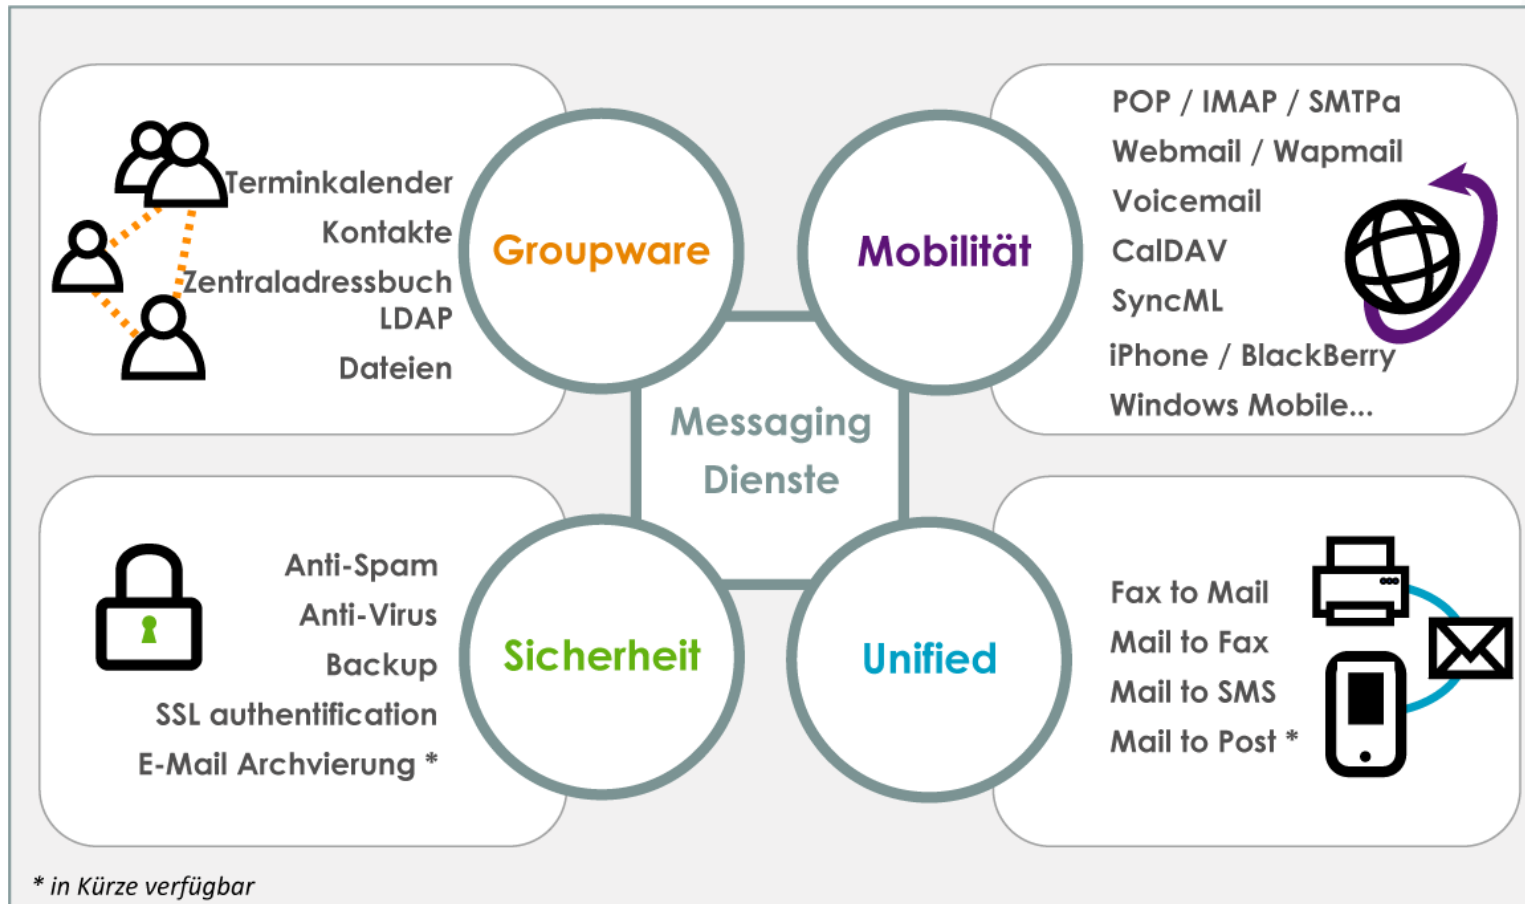 Terminkalender
Kontakte
Zentraladressbuch
LDAP
Dateien
Groupware
Mobilität
POP / IMAP / SMTPa
Webmail / Wapmail
Voicemail
CalDAV
SyncML
iPhone / BlackBerry
Windows Mobile...
Messaging
Dienste
Anti-Spam
Anti-Virus
Backup
SSL authentification
E-Mail Archvierung *
Sicherheit
Unified
Fax to Mail
Mail to Fax
Mail to SMS
Mail to Post *
* in Kürze verfügbar